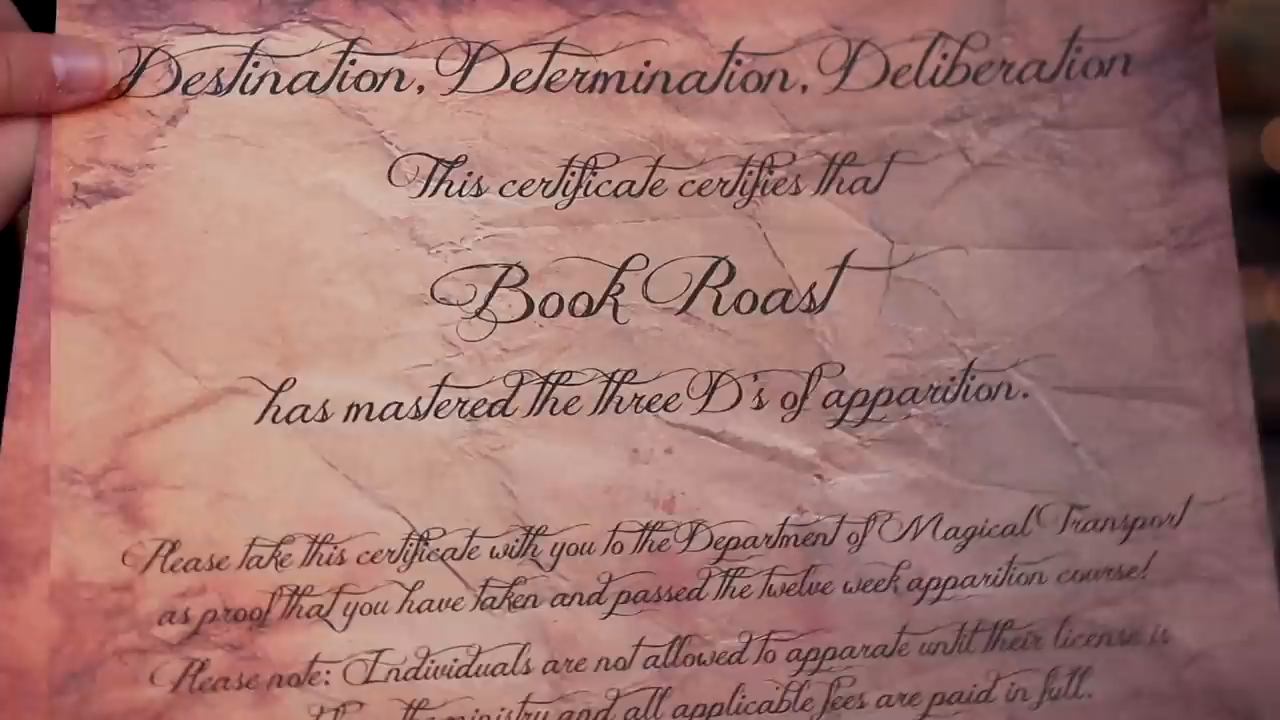 Destination, Determination, Deliberation
This certificate certifies that
Book Roast
has mastered the three D's of apparition.
Please take this certificate with you to the Department of Magical Transport
as proof that you have taken and passed the twelve week apparition course!
Please note: Individuals are not allowed to apparate until their license is
the ministry and all applicable fees are paid in full.